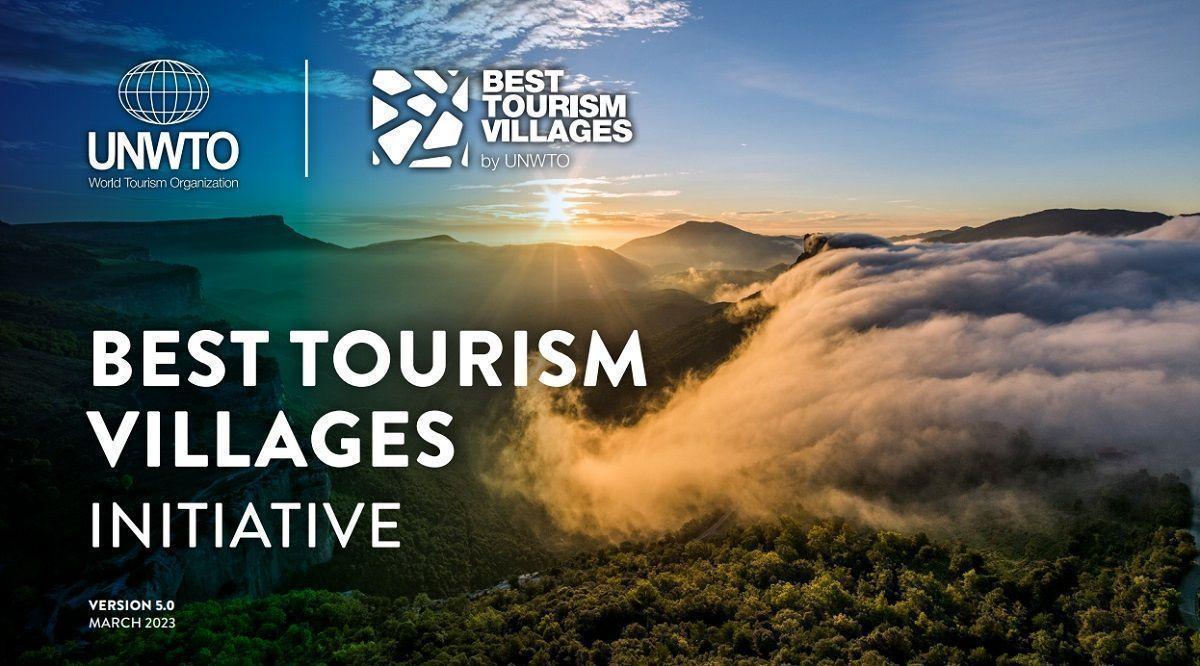 UNWTO
World Tourism Organization
BEST
TOURISM
VILLAGES
by UNWTO
BEST TOURISM
VILLAGES
INITIATIVE
VERSION 5.0
MARCH 2023